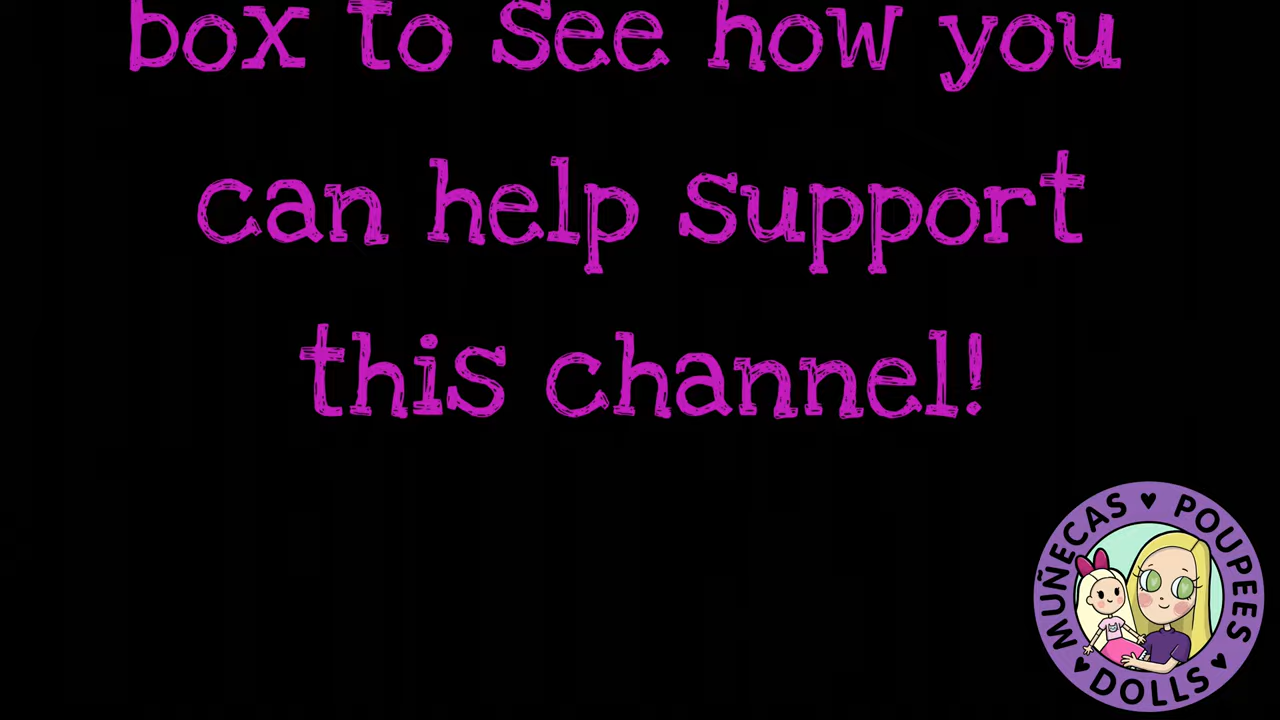 box to see how you
can help support
this channel!
MUÑECAS ♥ POUPEES ♥ DOLLS ♥